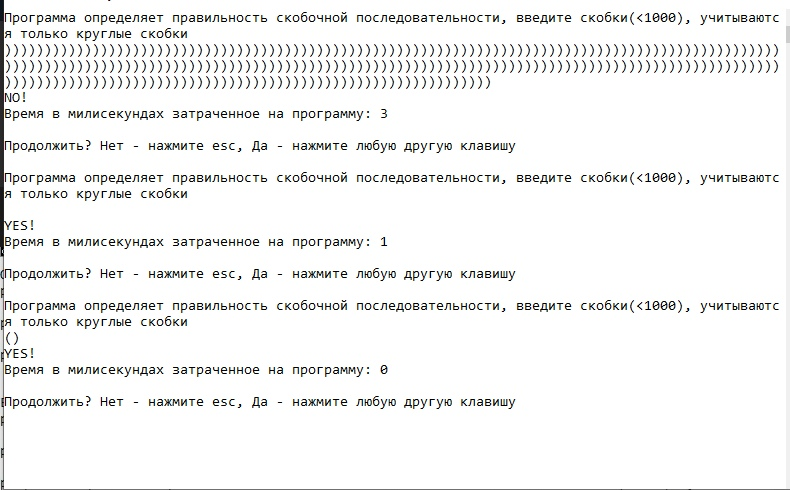 Программа определяет правильность скобочной последовательности, введите скобки(<1000), учитываютс
я только круглые скобки
)))))))))))))))))))))))))))))))))))))))))))))))))))))))))))))))))))))))))))))))))))))))))))))))))
)))))))))))))))))))))))))))))))))))))))))))))))))))))))))))))))))))))))))))))))))))))))))))))))))
)))))))))))))))))))))))))))))))))))))))))))))))))))))))))))))
NO!
Время в милисекундах затраченное на программу: 3
Продолжить? Нет - нажмите esc, Да - нажмите любую другую клавишу
Программа определяет правильность скобочной последовательности, введите скобки(<1000), учитываютс
я только круглые скобки
YES!
Время в милисекундах затраченное на программу: 1
Продолжить? Нет - нажмите esc, Да - нажмите любую другую клавишу
Программа определяет правильность скобочной последовательности, введите скобки(<1000), учитываютс
я только круглые скобки
()
YES!
Время в милисекундах затраченное на программу: 0
Продолжить? Нет - нажмите esc, Да - нажмите любую другую клавишу